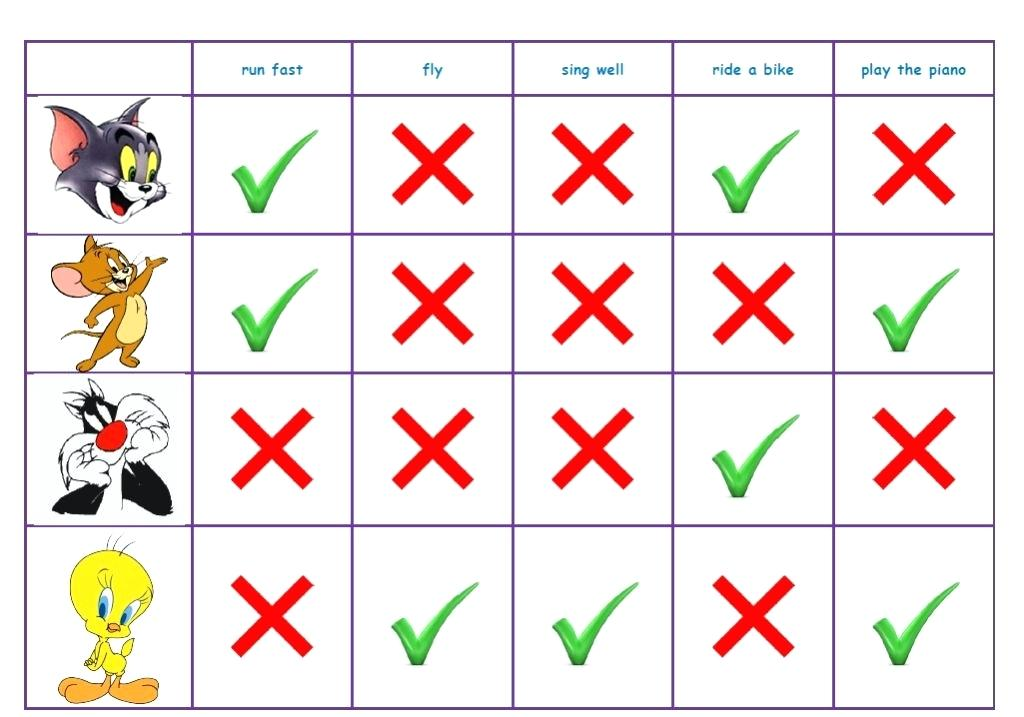 run fast
fly
sing well
ride a bike
play the piano